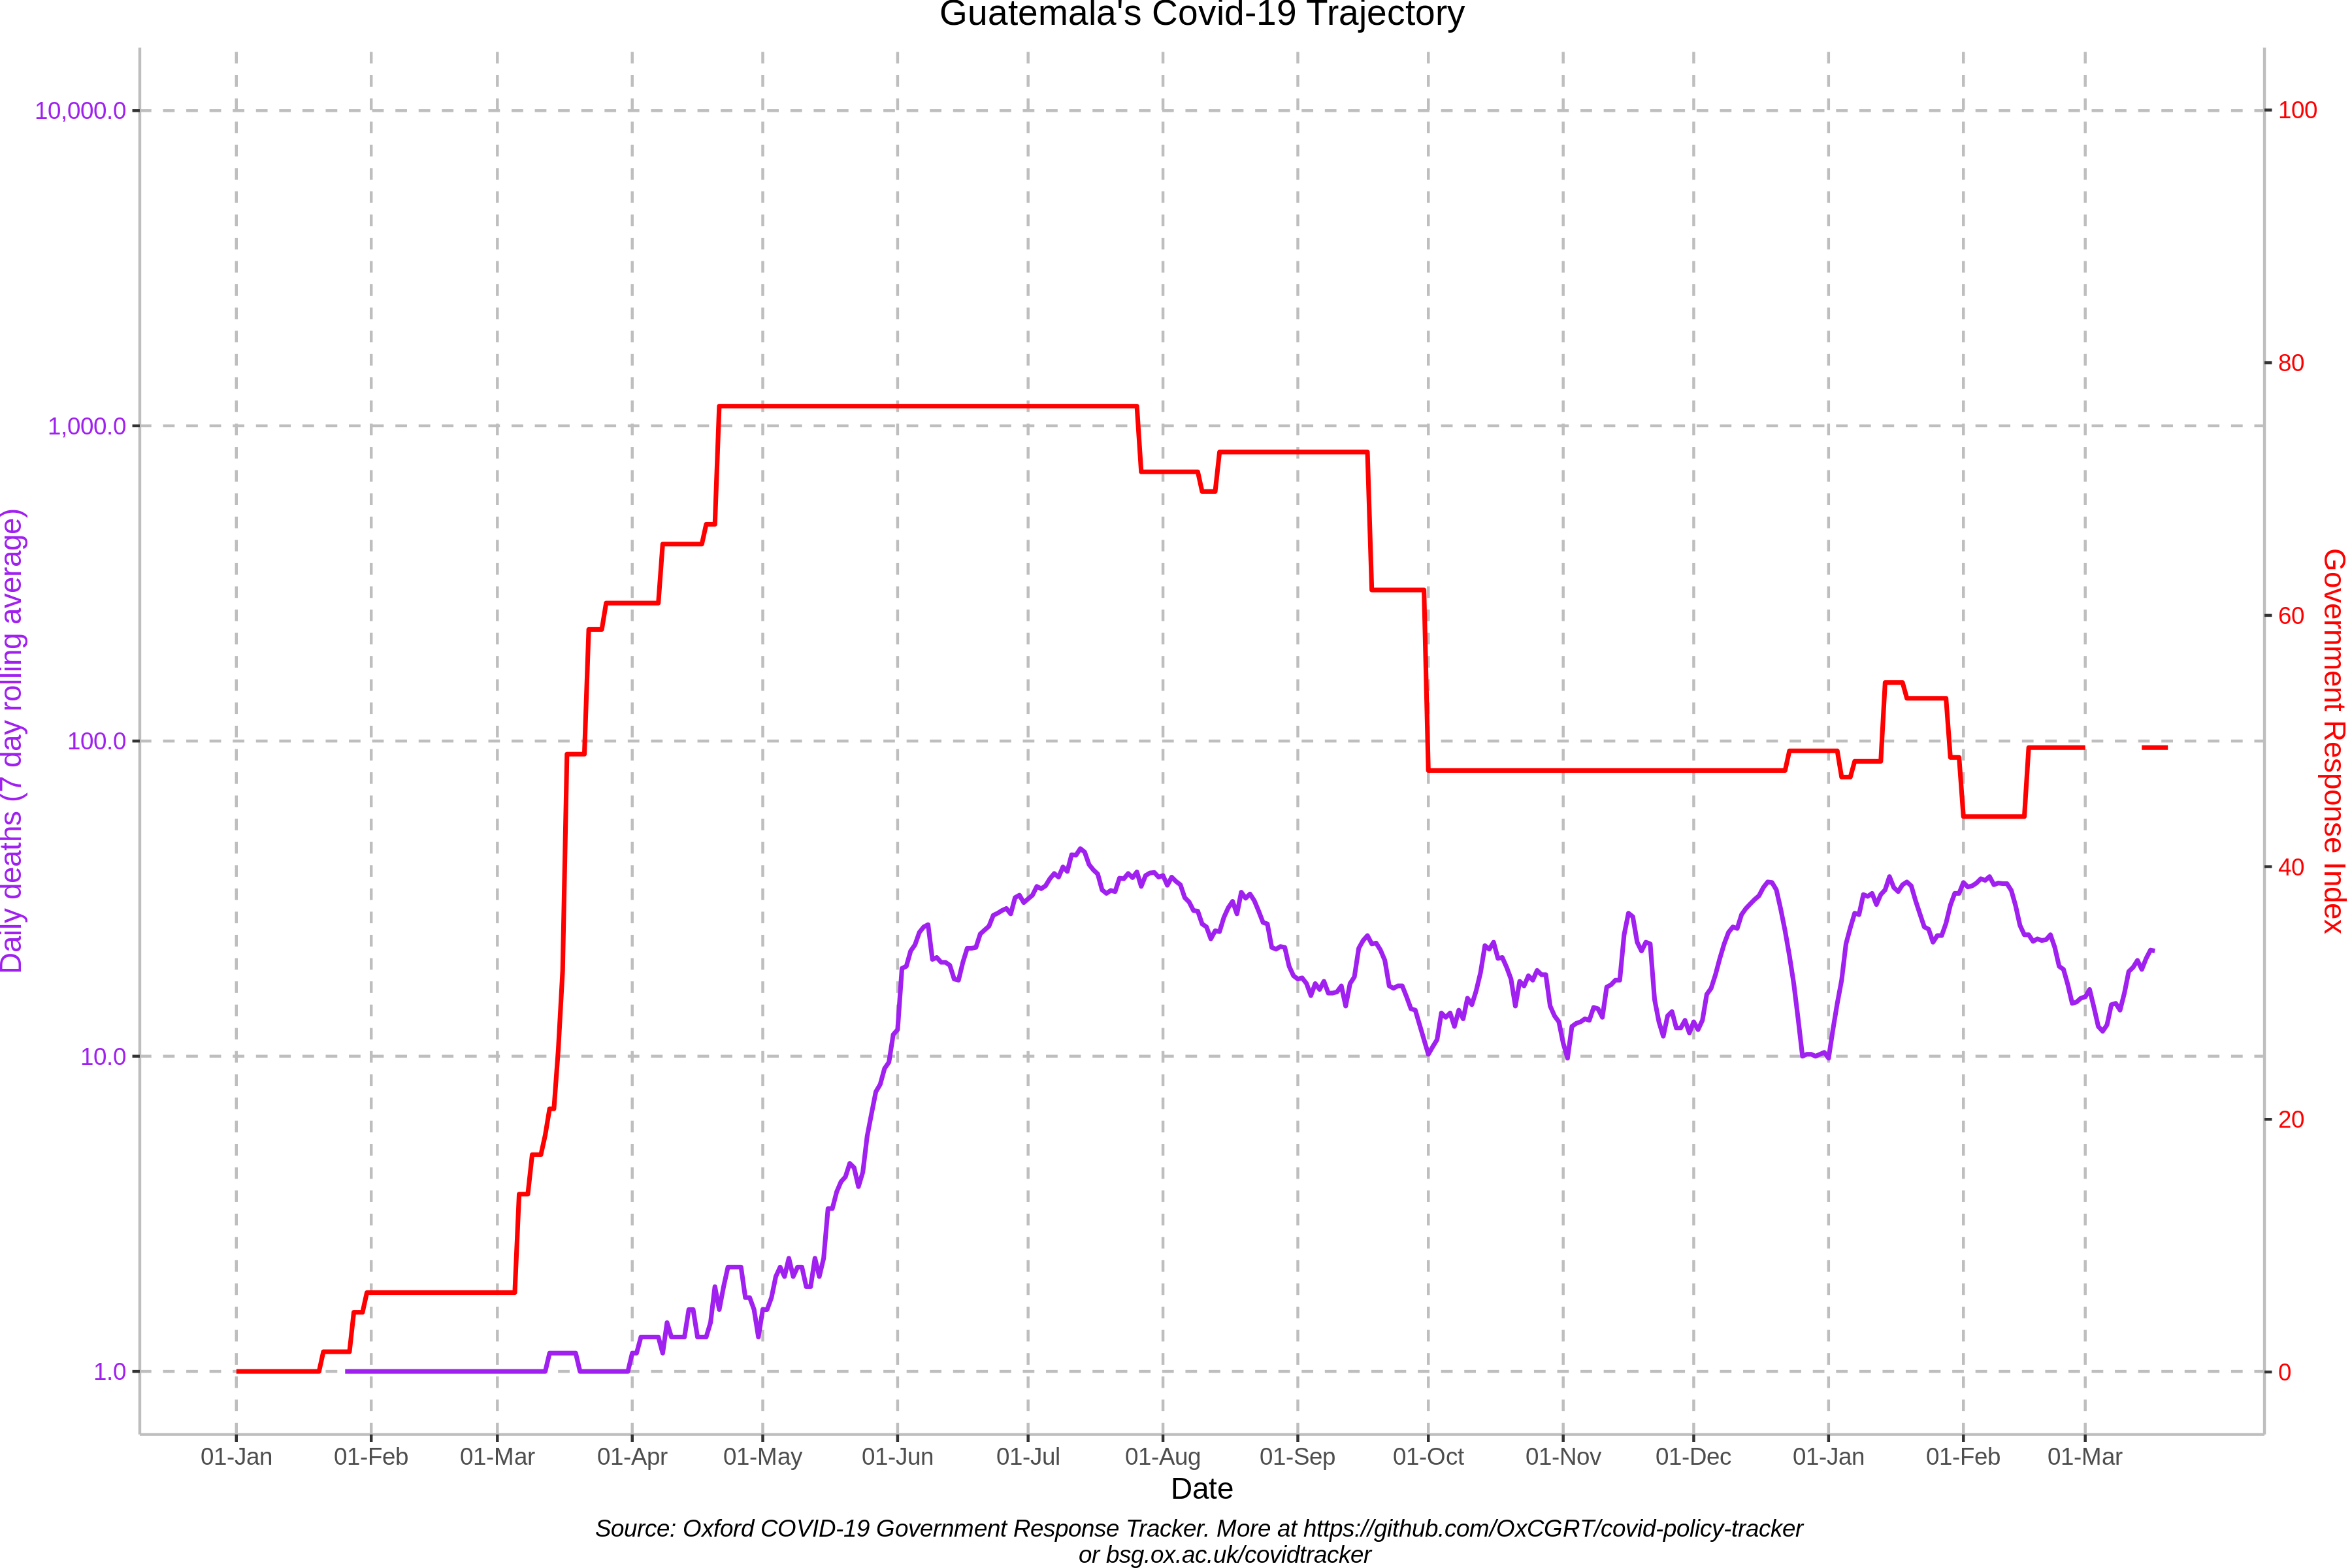 Guatemala's Covid-19 Trajectory
10,000.0
1,000.0
100.0
10.0
1.0
Daily deaths (7 day rolling average)
100
80
60
40
20
0
Government Response Index
01-Jan 01-Feb 01-Mar 01-Apr 01-May 01-Jun 01-Jul 01-Aug 01-Sep 01-Oct 01-Nov 01-Dec 01-Jan 01-Feb 01-Mar
Date
Source: Oxford COVID-19 Government Response Tracker. More at https://github.com/OxCGRT/covid-policy-tracker
or bsg.ox.ac.uk/covidtracker